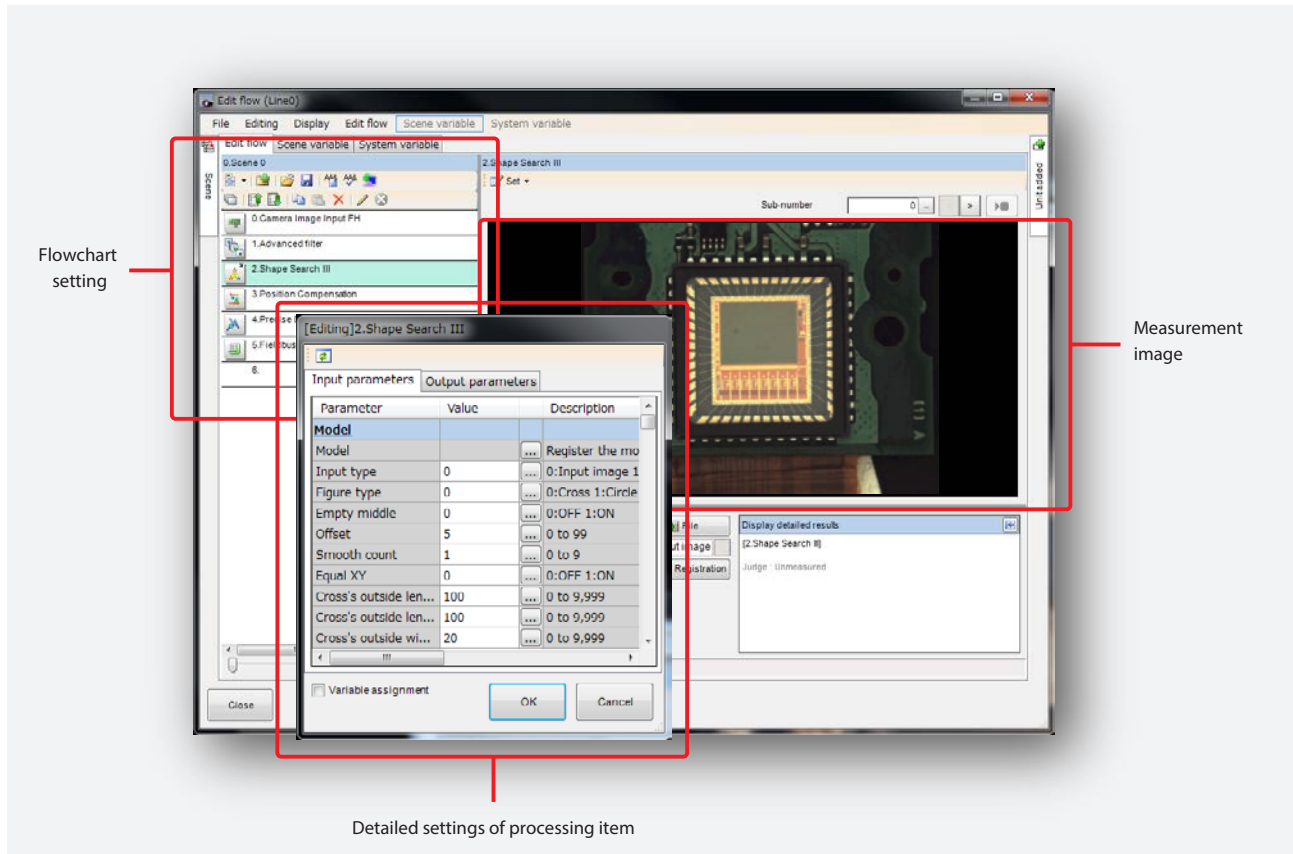 Edit flow (Line0)
File Editing Display Edit flow Scene variable System variable
Edit flow Scene variable System variable
Scene
0.Scene 0
2.Shape Search III
Set
Unit added
Sub-number 0 ... >
0.Camera Image Input FH
1.Advanced filter
2.Shape Search III
3.Position Compensation
4.Precise
5.Fieldbus
6.
Flowchart
setting
Measurement
image
[Editing]2.Shape Search III
Input parameters Output parameters
Parameter Value Description
Model
Model ... Register the mo
Input type 0 ... 0:Input image 1
Figure type 0 ... 0:Cross 1:Circle
Empty middle 0 ... 0:OFF 1:ON
Offset 5 ... 0 to 99
Smooth count 1 ... 0 to 9
Equal XY 0 ... 0:OFF 1:ON
Cross's outside len... 100 ... 0 to 9,999
Cross's outside len... 100 ... 0 to 9,999
Cross's outside wi... 20 ... 0 to 9,999
Variable assignment
OK Cancel
File
ut image
Registration
Display detailed results
[2.Shape Search III]
Judge : Unmeasured
Close
Detailed settings of processing item